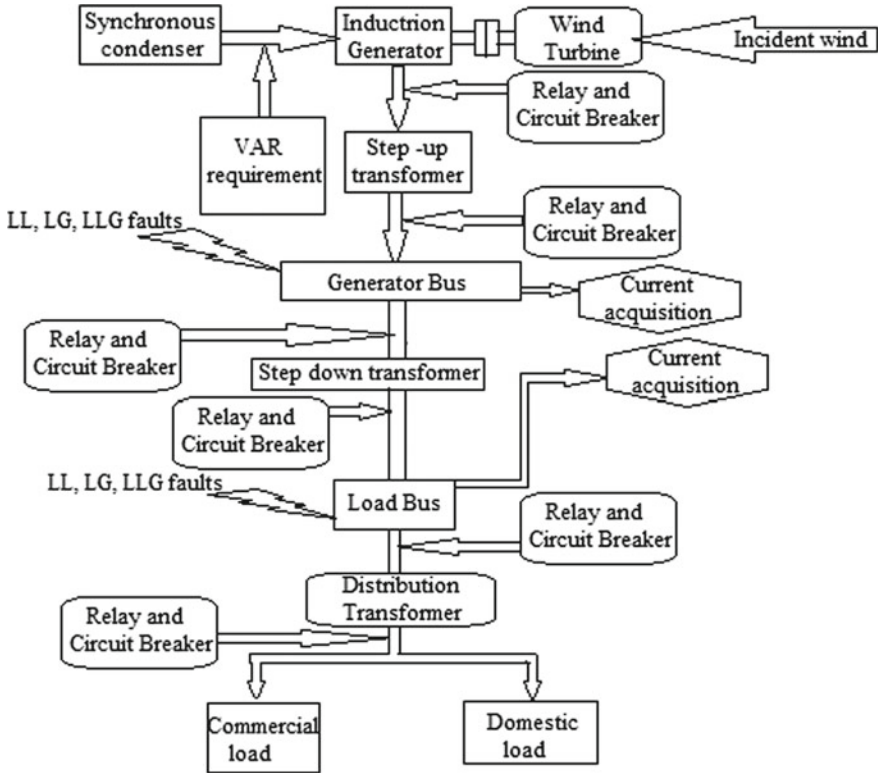 Synchronous
condenser
Inductrion
Generator
Wind
Turbine
Incident wind
Relay and
Circuit Breaker
VAR
requirement
Step -up
transformer
Relay and
Circuit Breaker
LL, LG, LLG faults
Generator Bus
Current
acquisition
Relay and
Circuit Breaker
Step down transformer
Current
acquisition
Relay and
Circuit Breaker
LL, LG, LLG faults
Load Bus
Relay and
Circuit Breaker
Distribution
Transformer
Relay and
Circuit Breaker
Commercial
load
Domestic
load